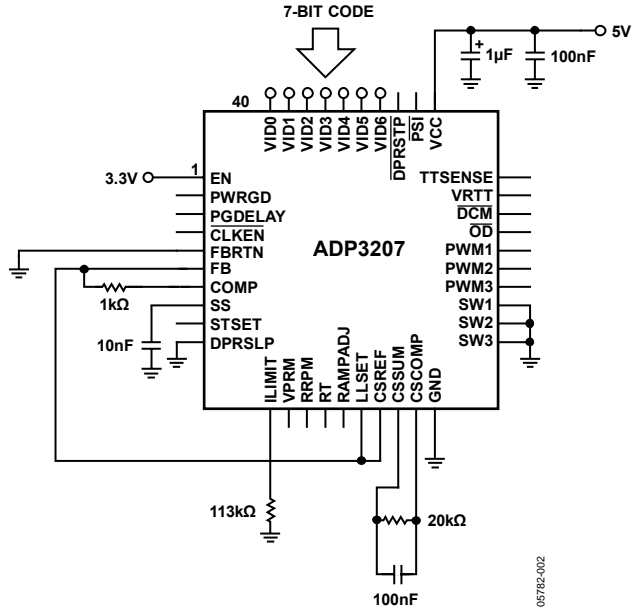 7-BIT CODE
5V
1µF
100nF
+
40
VID0
VID1
VID2
VID3
VID4
VID5
VID6
DPRSTP
PSI
VCC
3.3V
1
EN
PWRGD
PGDELAY
CLKEN
FBRTN
FB
COMP
SS
STSET
DPRSLP
1kΩ
10nF
ADP3207
TTSENSE
VRTT
DCM
OD
PWM1
PWM2
PWM3
SW1
SW2
SW3
ILIMIT
VPRM
RRPM
RT
RAMPADJ
LLSET
CSREF
CSSUM
CSCOMP
GND
113kΩ
20kΩ
100nF
05782-002